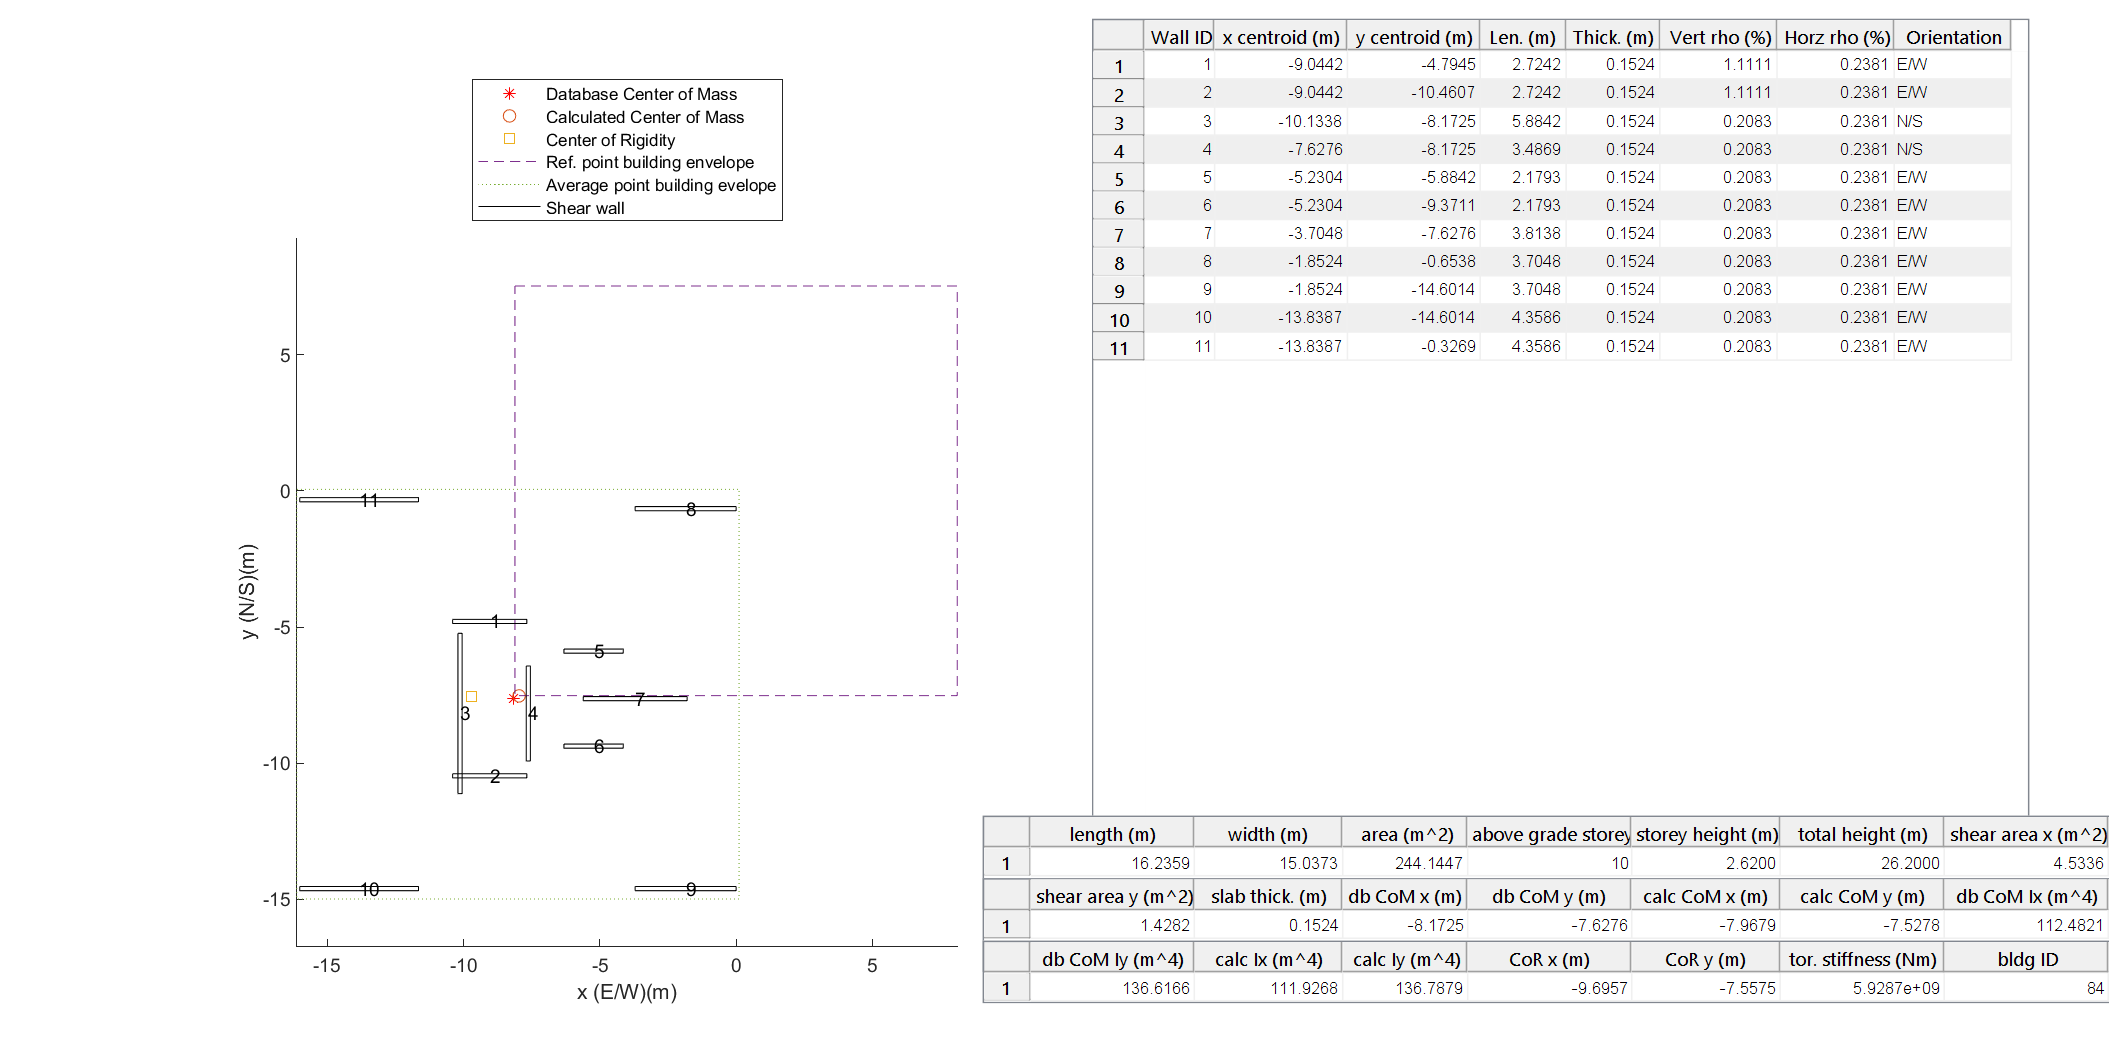 Database Center of Mass
Calculated Center of Mass
Center of Rigidity
Ref. point building envelope
Average point building evelope
Shear wall
5
0
-5
-10
-15
y (N/S)(m)
11
8
1
5
7
3
4
6
2
10
9
-15 -10 -5 0 5
x (E/W)(m)
Wall ID x centroid (m) y centroid (m) Len. (m) Thick. (m) Vert rho (%) Horz rho (%) Orientation
1 1 -9.0442 -4.7945 2.7242 0.1524 1.1111 0.2381 E/W
2 2 -9.0442 -10.4607 2.7242 0.1524 1.1111 0.2381 E/W
3 3 -10.1338 -8.1725 5.8842 0.1524 0.2083 0.2381 N/S
4 4 -7.6276 -8.1725 3.4869 0.1524 0.2083 0.2381 N/S
5 5 -5.2304 -5.8842 2.1793 0.1524 0.2083 0.2381 E/W
6 6 -5.2304 -9.3711 2.1793 0.1524 0.2083 0.2381 E/W
7 7 -3.7048 -7.6276 3.8138 0.1524 0.2083 0.2381 E/W
8 8 -1.8524 -0.6538 3.7048 0.1524 0.2083 0.2381 E/W
9 9 -1.8524 -14.6014 3.7048 0.1524 0.2083 0.2381 E/W
10 10 -13.8387 -14.6014 4.3586 0.1524 0.2083 0.2381 E/W
11 11 -13.8387 -0.3269 4.3586 0.1524 0.2083 0.2381 E/W
length (m) width (m) area (m^2) above grade storey storey height (m) total height (m) shear area x (m^2)
1 16.2359 15.0373 244.1447 10 2.6200 26.2000 4.5336
shear area y (m^2) slab thick. (m) db CoM x (m) db CoM y (m) calc CoM x (m) calc CoM y (m) db CoM Ix (m^4)
1 1.4282 0.1524 -8.1725 -7.6276 -7.9679 -7.5278 112.4821
db CoM Iy (m^4) calc Ix (m^4) calc Iy (m^4) CoR x (m) CoR y (m) tor. stiffness (Nm) bldg ID
1 136.6166 111.9268 136.7879 -9.6957 -7.5575 5.9287e+09 84